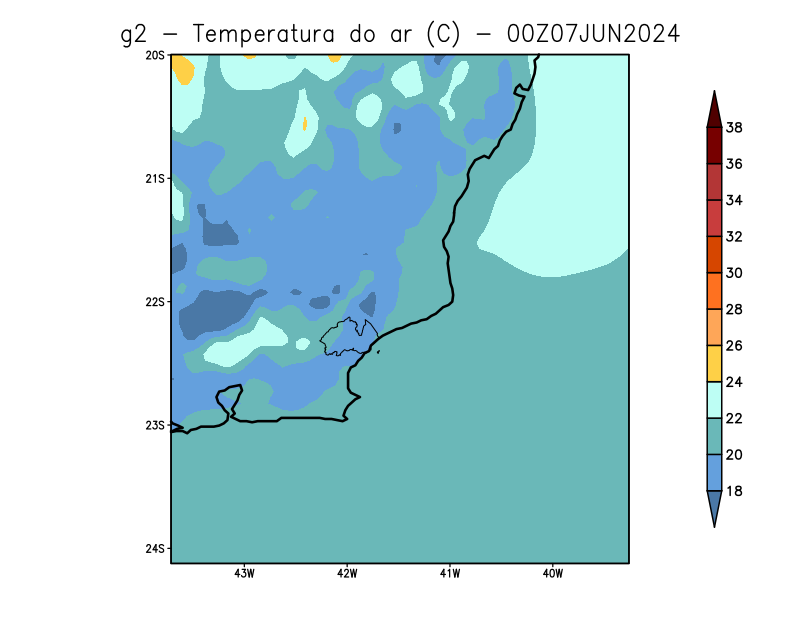 g2 – Temperatura do ar (C) – 00Z07JUN2024
20S
21S
22S
23S
24S
43W
42W
41W
40W
38
36
34
32
30
28
26
24
22
20
18